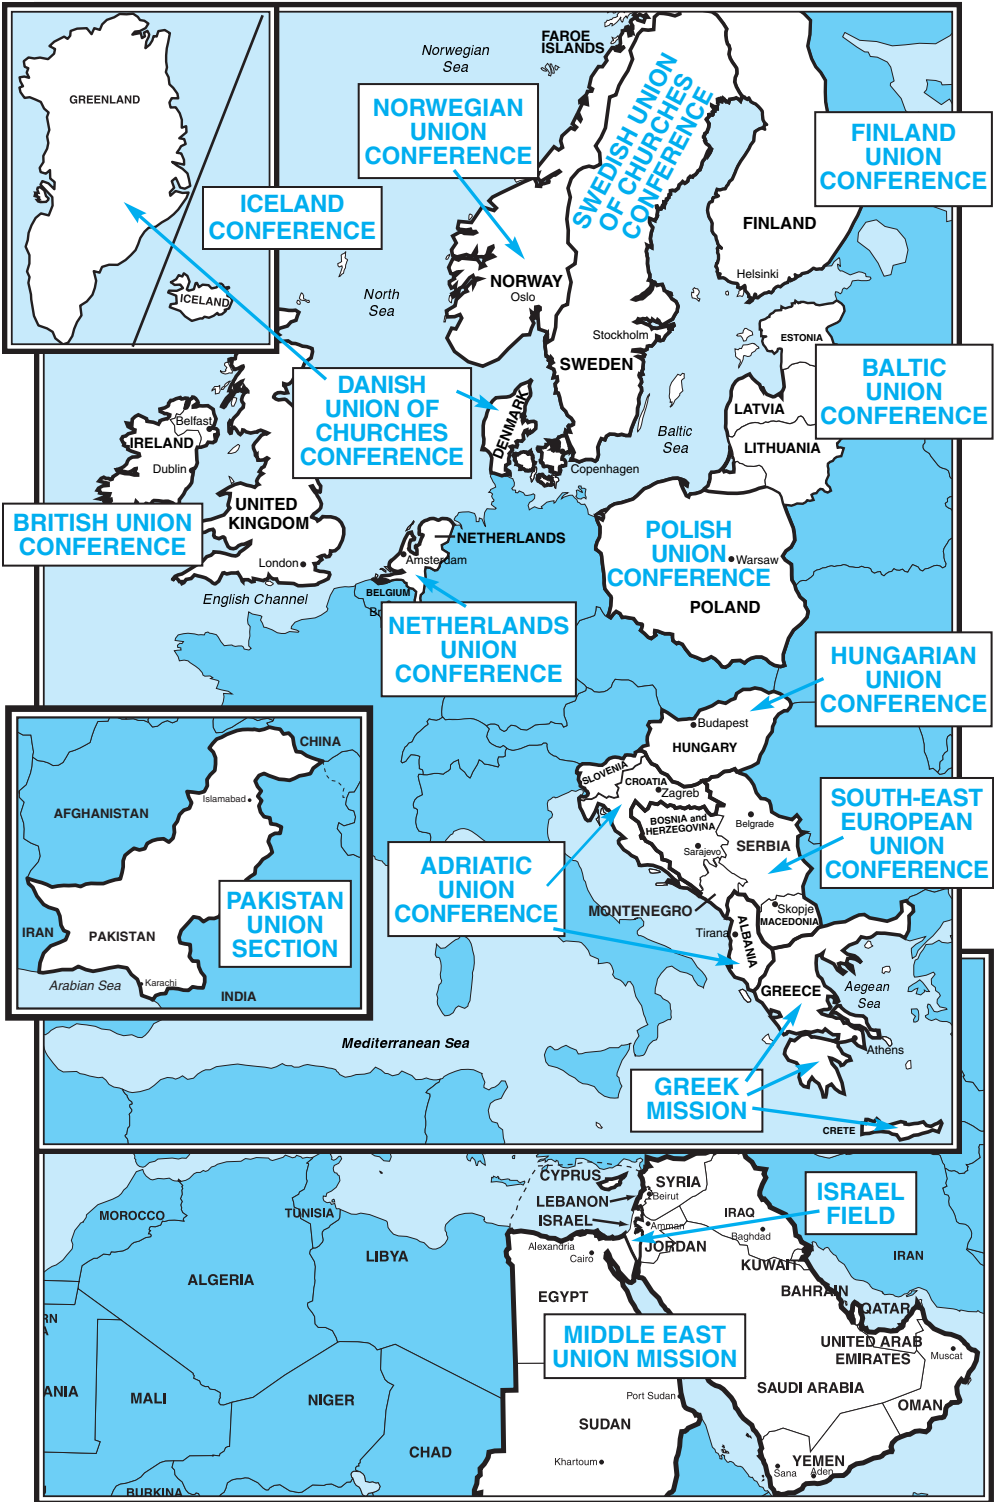 GREENLAND
ICELAND
CONFERENCE
ICELAND
Norwegian
Sea
FAROE
ISLANDS
NORWEGIAN
UNION
CONFERENCE
SWEDISH UNION
OF CHURCHES
CONFERENCE
FINLAND
UNION
CONFERENCE
FINLAND
Helsinki
NORWAY
Oslo
North
Sea
Stockholm
SWEDEN
ESTONIA
BALTIC
UNION
CONFERENCE
LATVIA
LITHUANIA
Baltic
Sea
DANISH
UNION OF
CHURCHES
CONFERENCE
DENMARK
Copenhagen
Belfast
IRELAND
Dublin
BRITISH UNION
CONFERENCE
UNITED
KINGDOM
London
English Channel
NETHERLANDS
Amsterdam
BELGIUM
Br
NETHERLANDS
UNION
CONFERENCE
POLISH
UNION
CONFERENCE
Warsaw
POLAND
HUNGARIAN
UNION
CONFERENCE
Budapest
HUNGARY
SLOVENIA
CROATIA
Zagreb
BOSNIA and
HERZEGOVINA
Sarajevo
Belgrade
SERBIA
SOUTH-EAST
EUROPEAN
UNION
CONFERENCE
ADRIATIC
UNION
CONFERENCE
MONTENEGRO
Skopje
MACEDONIA
Tirana
ALBANIA
GREECE
Aegean
Sea
Athens
GREEK
MISSION
CRETE
Mediterranean Sea
CHINA
Islamabad
AFGHANISTAN
PAKISTAN
UNION
SECTION
IRAN
PAKISTAN
Arabian Sea
Karachi
INDIA
CYPRUS
SYRIA
LEBANON
Beirut
ISRAEL
Amman
IRAQ
Baghdad
JORDAN
ISRAEL
FIELD
IRAN
KUWAIT
BAHRAIN
QATAR
UNITED ARAB
EMIRATES
Muscat
SAUDI ARABIA
OMAN
YEMEN
Sana
Aden
MOROCCO
TUNISIA
ALGERIA
LIBYA
Alexandria
Cairo
EGYPT
MIDDLE EAST
UNION MISSION
RN
A
ANIA
MALI
NIGER
CHAD
BURKINA
Port Sudan
SUDAN
Khartoum